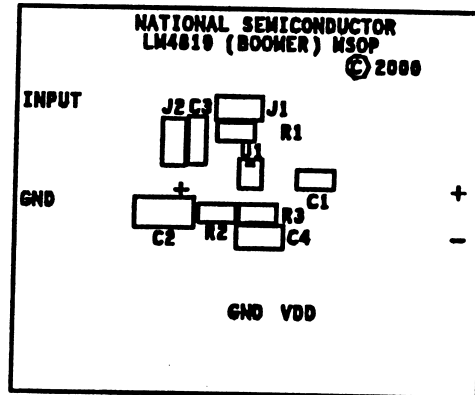 NATIONAL SEMICONDUCTOR
LM4819 (BOOMER) MSOP
© 2000
INPUT
J2 C3 J1
R1
U1
GND
+
C1
+
C2 R2 R3
C4
-
GND VDD